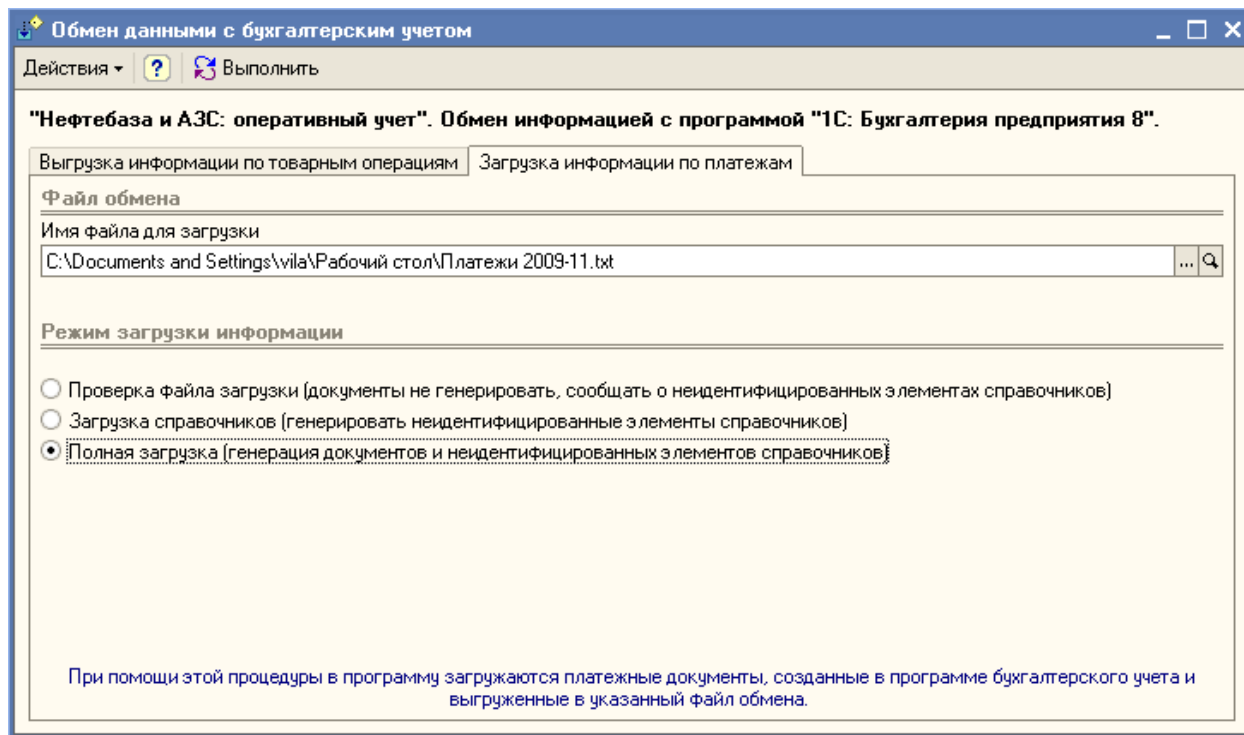 Обмен данными с бухгалтерским учетом
Действия ? Выполнить
"Нефтебаза и АЗС: оперативный учет". Обмен информацией с программой "1С: Бухгалтерия предприятия 8".
Выгрузка информации по товарным операциям Загрузка информации по платежам
Файл обмена
Имя файла для загрузки
C:\Documents and Settings\vila\Рабочий стол\Платежи 2009-11.txt ...
Режим загрузки информации
Проверка файла загрузки (документы не генерировать, сообщать о неидентифицированных элементах справочников)
Загрузка справочников (генерировать неидентифицированные элементы справочников)
Полная загрузка (генерация документов и неидентифицированных элементов справочников)
При помощи этой процедуры в программу загружаются платежные документы, созданные в программе бухгалтерского учета и
выгруженные в указанный файл обмена.